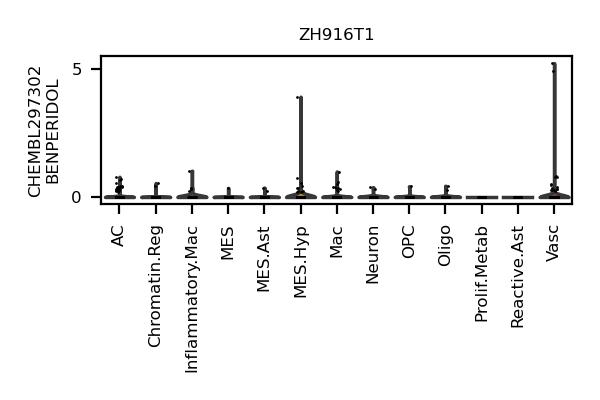 ZH916T1
CHEMBL297302
BENPERIDOL
5
0
AC
Chromatin.Reg
Inflammatory.Mac
MES
MES.Ast
MES.Hyp
Mac
Neuron
OPC
Oligo
Prolif.Metab
Reactive.Ast
Vasc